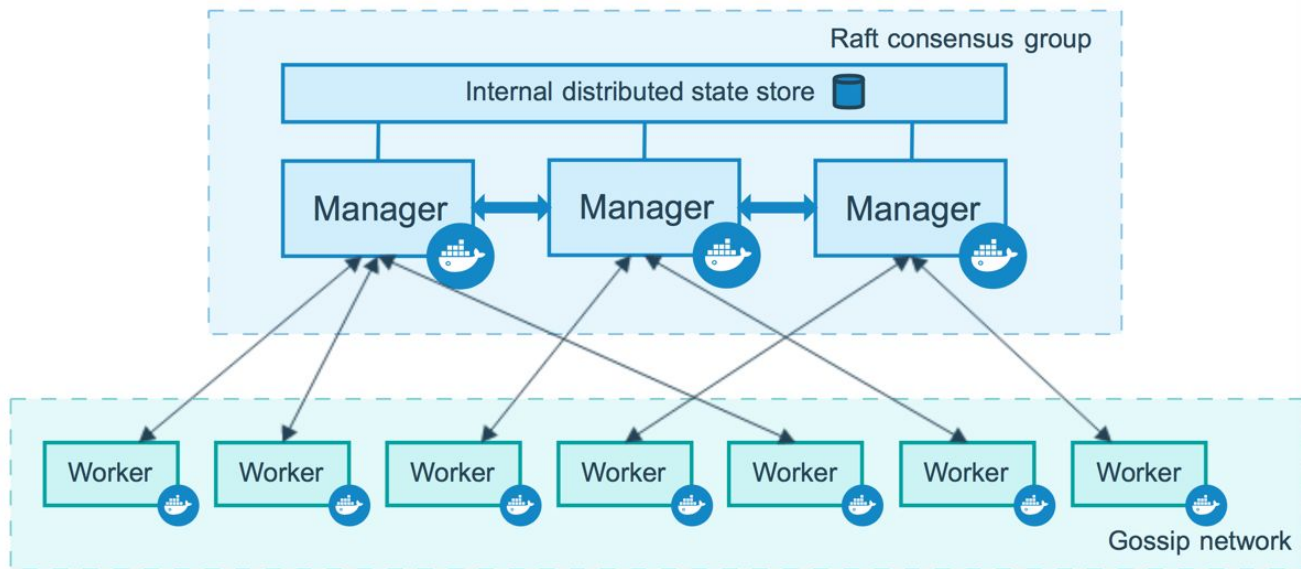 Raft consensus group
Internal distributed state store
Manager
Manager
Manager
Worker
Worker
Worker
Worker
Worker
Worker
Worker
Gossip network